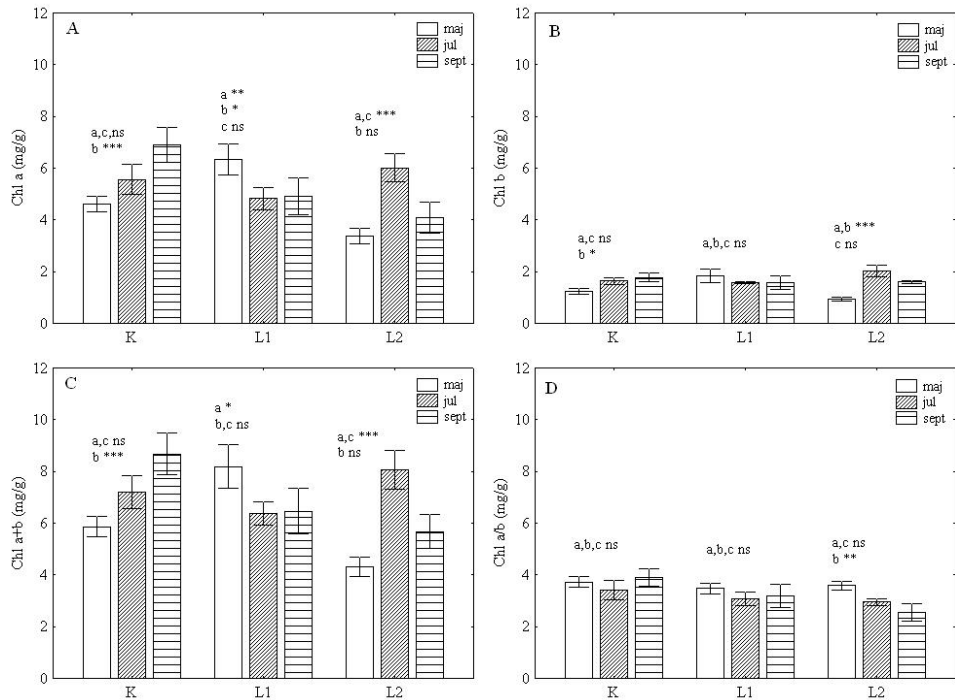 A
maj
jul
sept
Chl a (mg/g)
12
10
8
6
4
2
0
a,c,ns
b ***
a **
b *
c ns
a,c ***
b ns
K L1 L2
B
maj
jul
sept
Chl b (mg/g)
12
10
8
6
4
2
0
a,c ns
b *
a,b,c ns
a,b ***
c ns
K L1 L2
C
maj
jul
sept
Chl a+b (mg/g)
12
10
8
6
4
2
0
a,c ns
b ***
a *
b,c ns
a,c ***
b ns
K L1 L2
D
maj
jul
sept
Chl a/b (mg/g)
12
10
8
6
4
2
0
a,b,c ns
a,b,c ns
a,c ns
b **
K L1 L2